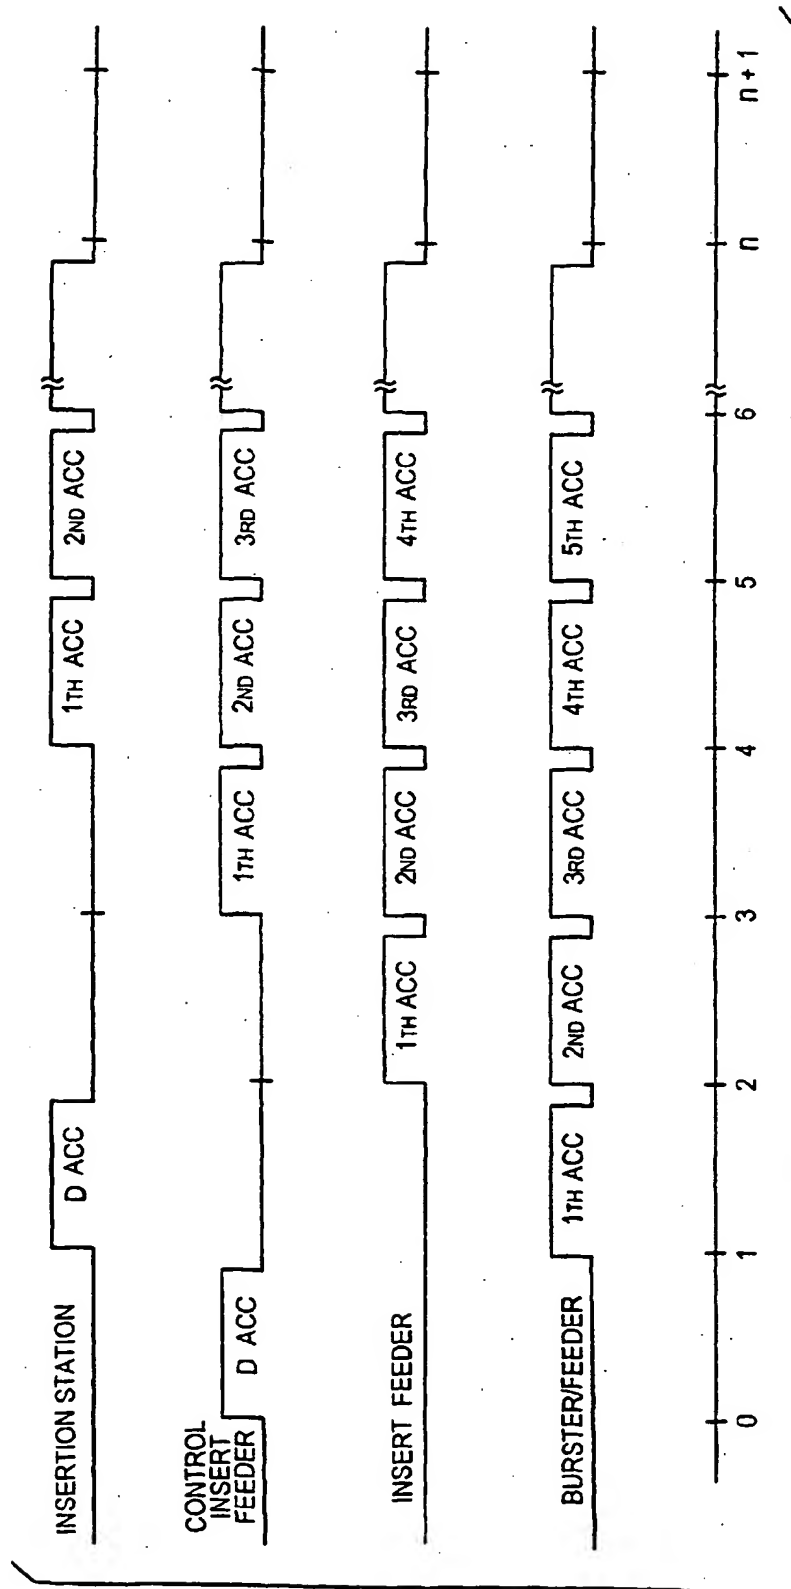 INSERTION STATION
D ACC
1TH ACC
2ND ACC
CONTROL
INSERT
FEEDER
D ACC
1TH ACC
2ND ACC
3RD ACC
INSERT FEEDER
1TH ACC
2ND ACC
3RD ACC
4TH ACC
BURSTER/FEEDER
1TH ACC
2ND ACC
3RD ACC
4TH ACC
5TH ACC
0 1 2 3 4 5 6 n n+1